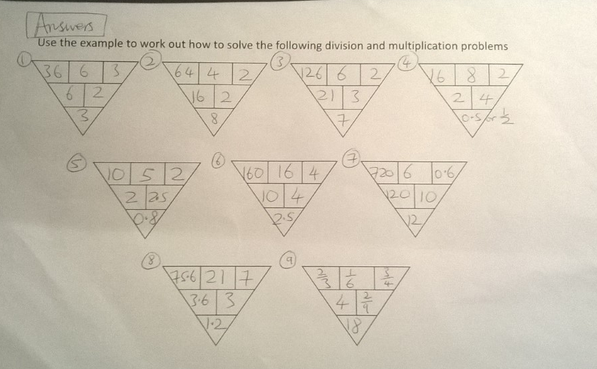 Answers
Use the example to work out how to solve the following division and multiplication problems
① 36 6 3 ② 64 4 2 ③ 126 6 2 ④ 16 8 2
6 2 16 2 21 3 2 4
3 8 7 0.5 or ½
⑤ 10 5 2 ⑥ 160 16 4 ⑦ 720 6 0.6
2 2.5 10 4 120 10
0.8 2.5 12
⑧ 75.6 21 7 ⑨ 2/3 1/6 3/4
3.6 3 4 2/9
1.2 18